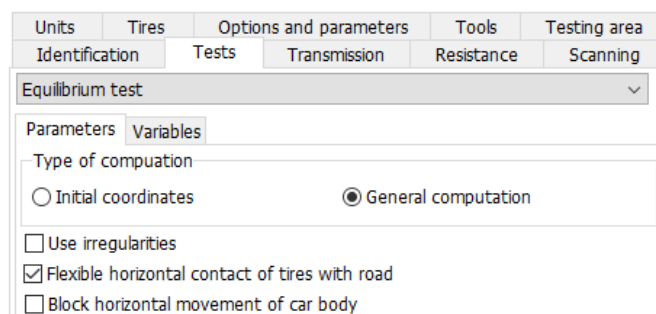 Units Tires Options and parameters Tools Testing area
Identification Tests Transmission Resistance Scanning
Equilibrium test
Parameters Variables
Type of compuation
Initial coordinates General computation
Use irregularities
Flexible horizontal contact of tires with road
Block horizontal movement of car body